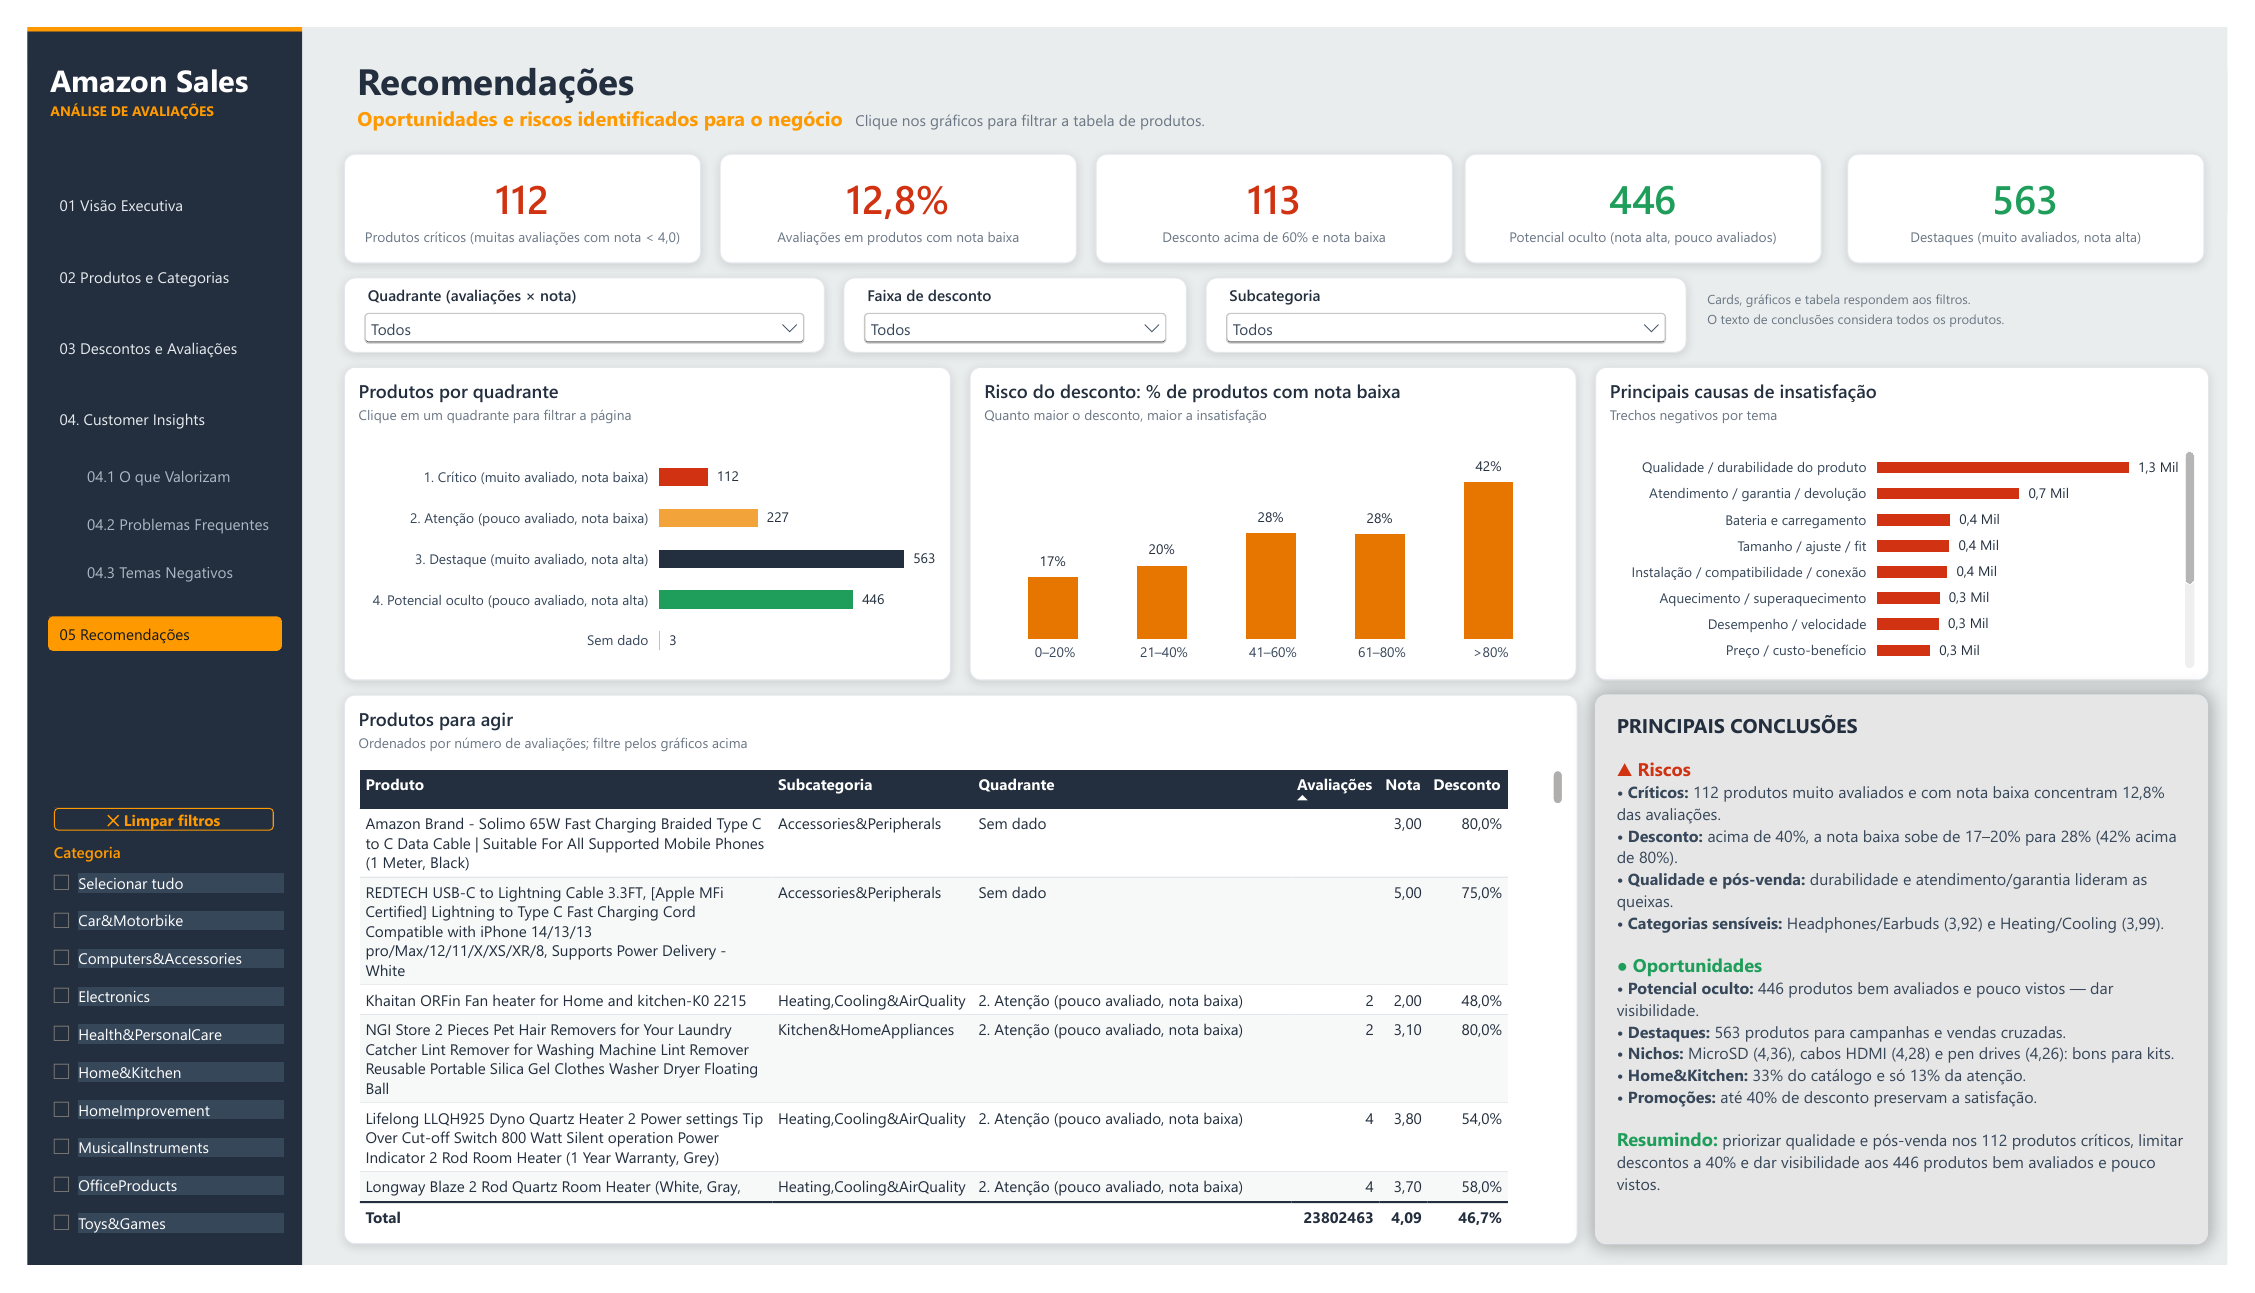 Amazon Sales
ANÁLISE DE AVALIAÇÕES
01 Visão Executiva
02 Produtos e Categorias
03 Descontos e Avaliações
04. Customer Insights
04.1 O que Valorizam
04.2 Problemas Frequentes
04.3 Temas Negativos
05 Recomendações
Limpar filtros
Categoria
Selecionar tudo
Car&Motorbike
Computers&Accessories
Electronics
Health&PersonalCare
Home&Kitchen
HomeImprovement
MusicalInstruments
OfficeProducts
Toys&Games
Recomendações
Oportunidades e riscos identificados para o negócio Clique nos gráficos para filtrar a tabela de produtos.
112
Produtos críticos (muitas avaliações com nota < 4,0)
12,8%
Avaliações em produtos com nota baixa
113
Desconto acima de 60% e nota baixa
446
Potencial oculto (nota alta, pouco avaliados)
563
Destaques (muito avaliados, nota alta)
Quadrante (avaliações × nota)
Todos
Faixa de desconto
Todos
Subcategoria
Todos
Cards, gráficos e tabela respondem aos filtros.
O texto de conclusões considera todos os produtos.
Produtos por quadrante
Clique em um quadrante para filtrar a página
1. Crítico (muito avaliado, nota baixa) 112
2. Atenção (pouco avaliado, nota baixa) 227
3. Destaque (muito avaliado, nota alta) 563
4. Potencial oculto (pouco avaliado, nota alta) 446
Sem dado 3
Risco do desconto: % de produtos com nota baixa
Quanto maior o desconto, maior a insatisfação
17% 20% 28% 28% 42%
0–20% 21–40% 41–60% 61–80% >80%
Principais causas de insatisfação
Trechos negativos por tema
Qualidade / durabilidade do produto 1,3 Mil
Atendimento / garantia / devolução 0,7 Mil
Bateria e carregamento 0,4 Mil
Tamanho / ajuste / fit 0,4 Mil
Instalação / compatibilidade / conexão 0,4 Mil
Aquecimento / superaquecimento 0,3 Mil
Desempenho / velocidade 0,3 Mil
Preço / custo-benefício 0,3 Mil
Produtos para agir
Ordenados por número de avaliações; filtre pelos gráficos acima
Produto Subcategoria Quadrante Avaliações Nota Desconto
Amazon Brand - Solimo 65W Fast Charging Braided Type C Accessories&Peripherals Sem dado 3,00 80,0%
to C Data Cable | Suitable For All Supported Mobile Phones
(1 Meter, Black)
REDTECH USB-C to Lightning Cable 3.3FT, [Apple MFi Accessories&Peripherals Sem dado 5,00 75,0%
Certified] Lightning to Type C Fast Charging Cord
Compatible with iPhone 14/13/13
pro/Max/12/11/X/XS/XR/8, Supports Power Delivery -
White
Khaitan ORFin Fan heater for Home and kitchen-K0 2215 Heating,Cooling&AirQuality 2. Atenção (pouco avaliado, nota baixa) 2 2,00 48,0%
NGI Store 2 Pieces Pet Hair Removers for Your Laundry Kitchen&HomeAppliances 2. Atenção (pouco avaliado, nota baixa) 2 3,10 80,0%
Catcher Lint Remover for Washing Machine Lint Remover
Reusable Portable Silica Gel Clothes Washer Dryer Floating
Ball
Lifelong LLQH925 Dyno Quartz Heater 2 Power settings Tip Heating,Cooling&AirQuality 2. Atenção (pouco avaliado, nota baixa) 4 3,80 54,0%
Over Cut-off Switch 800 Watt Silent operation Power
Indicator 2 Rod Room Heater (1 Year Warranty, Grey)
Longway Blaze 2 Rod Quartz Room Heater (White, Gray, Heating,Cooling&AirQuality 2. Atenção (pouco avaliado, nota baixa) 4 3,70 58,0%
Total 23802463 4,09 46,7%
PRINCIPAIS CONCLUSÕES
▲ Riscos
• Críticos: 112 produtos muito avaliados e com nota baixa concentram 12,8%
das avaliações.
• Desconto: acima de 40%, a nota baixa sobe de 17–20% para 28% (42% acima
de 80%).
• Qualidade e pós-venda: durabilidade e atendimento/garantia lideram as
queixas.
• Categorias sensíveis: Headphones/Earbuds (3,92) e Heating/Cooling (3,99).
● Oportunidades
• Potencial oculto: 446 produtos bem avaliados e pouco vistos — dar
visibilidade.
• Destaques: 563 produtos para campanhas e vendas cruzadas.
• Nichos: MicroSD (4,36), cabos HDMI (4,28) e pen drives (4,26): bons para kits.
• Home&Kitchen: 33% do catálogo e só 13% da atenção.
• Promoções: até 40% de desconto preservam a satisfação.
Resumindo: priorizar qualidade e pós-venda nos 112 produtos críticos, limitar
descontos a 40% e dar visibilidade aos 446 produtos bem avaliados e pouco
vistos.